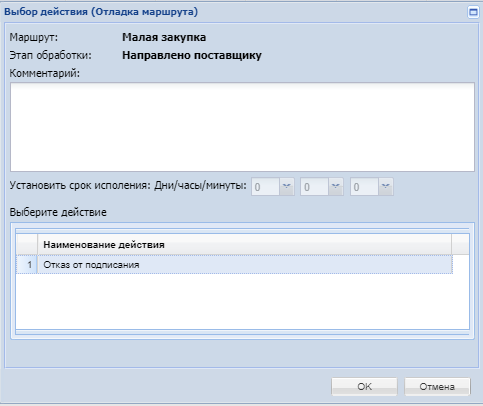 Выбор действия (Отладка маршрута)
Маршрут: Малая закупка
Этап обработки: Направлено поставщику
Комментарий:
Установить срок исполения: Дни/часы/минуты: 0 0 0
Выберите действие
Наименование действия
1 Отказ от подписания
OK Отмена